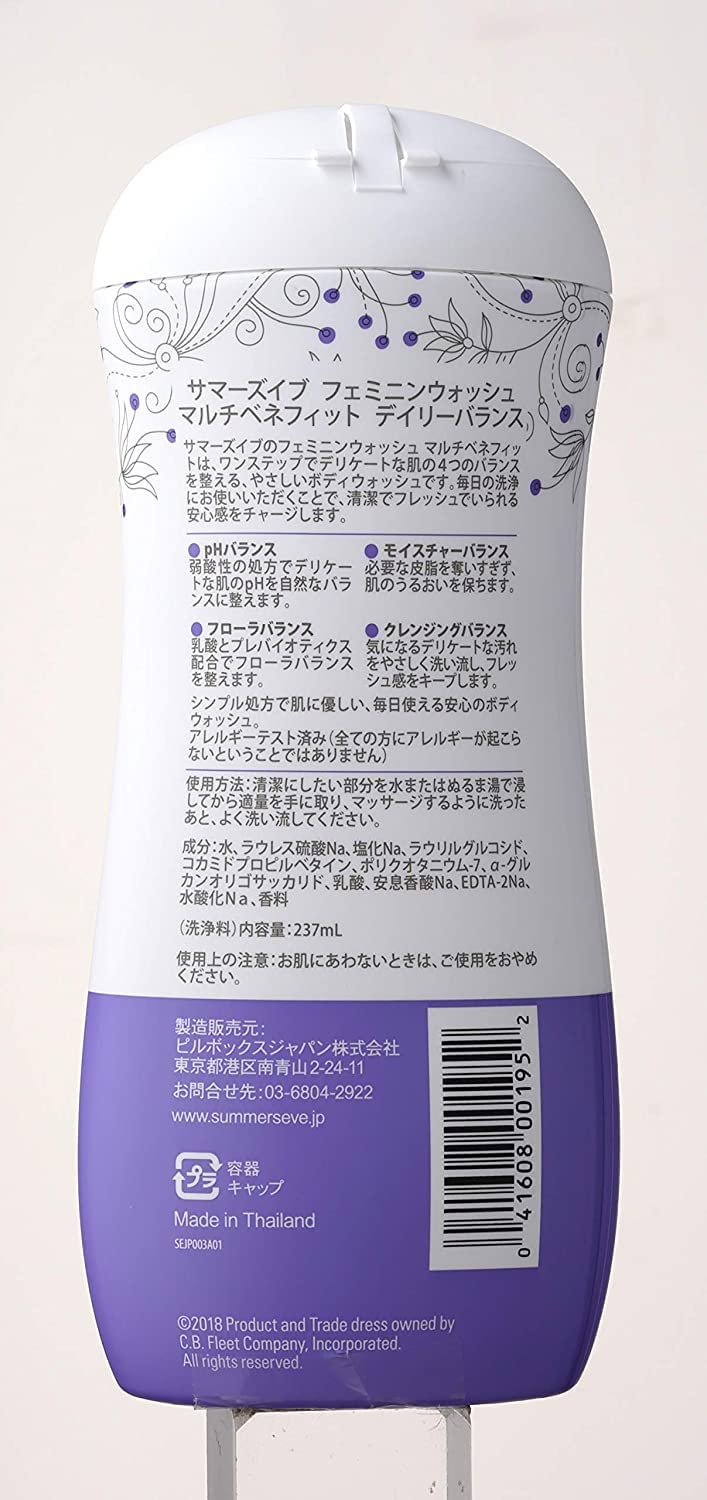 サマーズイブ フェミニンウォッシュ
マルチベネフィット デイリーバランス
サマーズイブのフェミニンウォッシュ マルチベネフィッ
トは、ワンステップでデリケートな肌の4つのバランス
を整える、やさしいボディウォッシュです。毎日の洗浄
にお使いいただくことで、清潔でフレッシュでいられる
安心感をチャージします。
●pHバランス
弱酸性の処方でデリケー
トな肌のpHを自然なバラ
ンスに整えます。
●モイスチャーバランス
必要な皮脂を奪いすぎず、
肌のうるおいを保ちます。
●フローラバランス
乳酸とプレバイオティクス
配合でフローラバランス
を整えます。
●クレンジングバランス
気になるデリケートな汚れ
をやさしく洗い流し、フレッ
シュ感をキープします。
シンプル処方で肌に優しい、毎日使える安心のボディ
ウォッシュ。
アレルギーテスト済み(全ての方にアレルギーが起こら
ないということではありません)
使用方法:清潔にしたい部分を水またはぬるま湯で浸
してから適量を手に取り、マッサージするように洗った
あと、よく洗い流してください。
成分:水、ラウレス硫酸Na、塩化Na、ラウリルグルコシド、
コカミドプロピルベタイン、ポリクオタニウム-7、α-グル
カンオリゴサッカリド、乳酸、安息香酸Na、EDTA-2Na、
水酸化Na、香料
(洗浄料)内容量:237mL
使用上の注意:お肌にあわないときは、ご使用をおやめ
ください。
製造販売元:
ピルボックスジャパン株式会社
東京都港区南青山2-24-11
お問合せ先:03-6804-2922
www.summerseve.jp
プラ
容器
キャップ
Made in Thailand
SEJP003A01
0 41608 00195 2
©2018 Product and Trade dress owned by
C.B. Fleet Company, Incorporated.
All rights reserved.